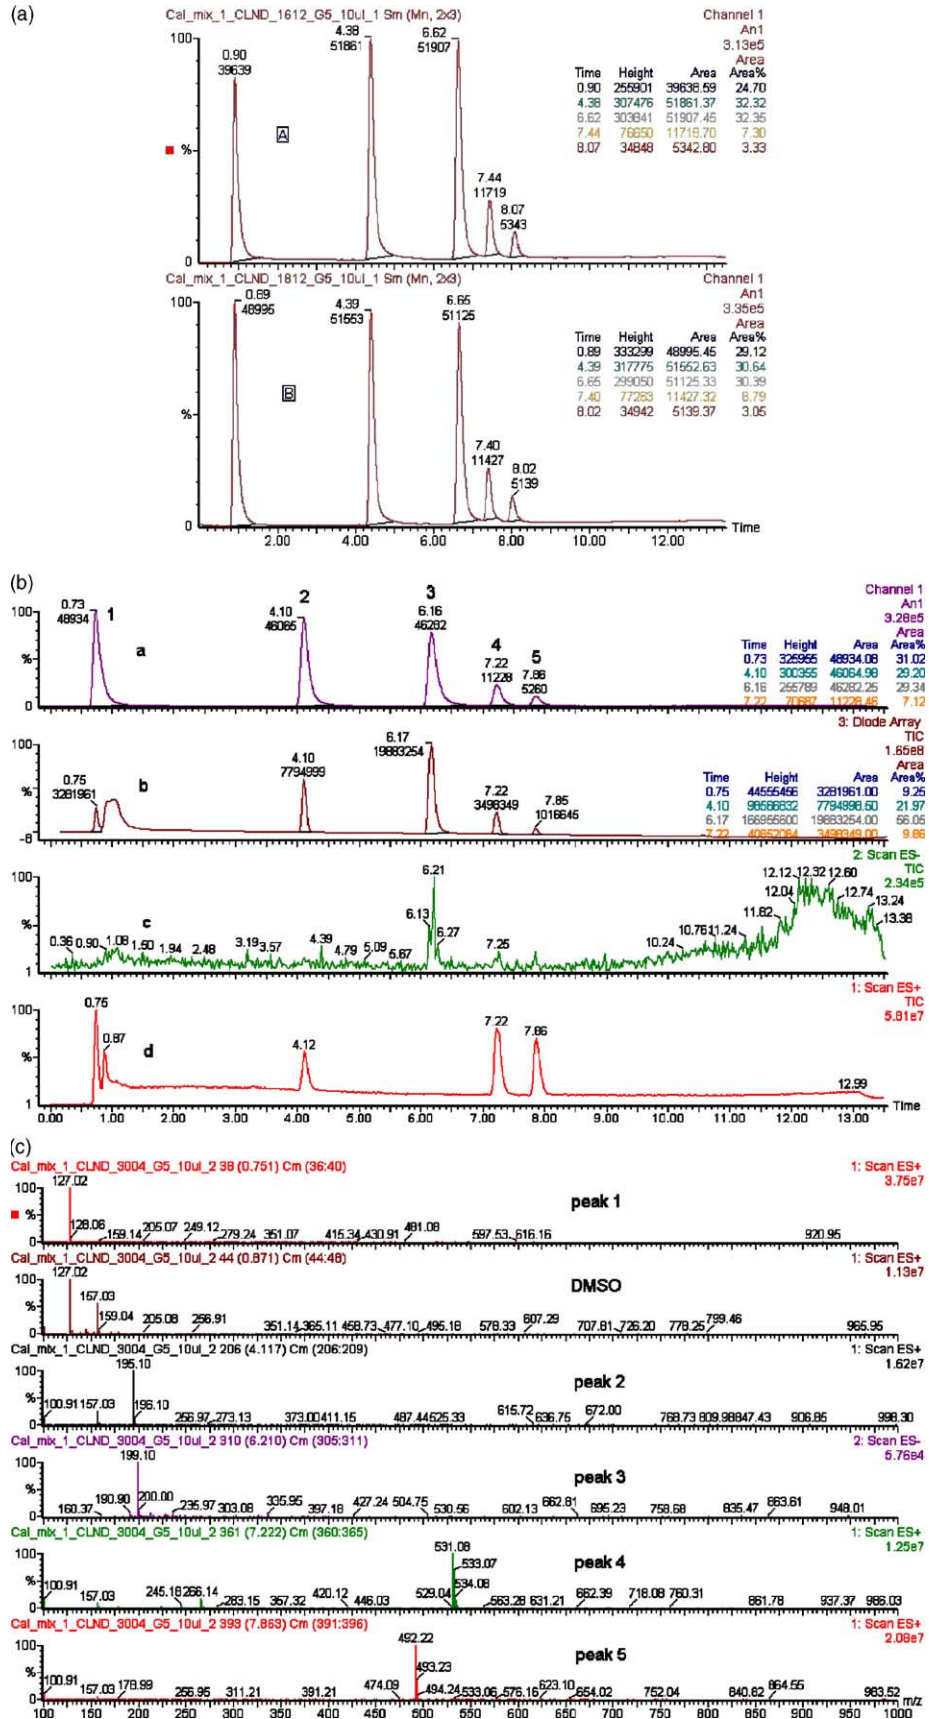 (a)
Cal_mix_1_CLND_1612_G5_10ul_1 Sm (Mn, 2x3)
Channel 1
An1
3.13e5
Area
Time Height Area Area%
0.90 255901 39638.59 24.70
4.38 307476 51861.37 32.32
6.62 303841 51907.45 32.35
7.44 76650 11718.70 7.30
8.07 34848 5342.80 3.33
100
%
0
0.90
39639
4.38
51861
6.62
51907
7.44
11719
8.07
5343
A
Cal_mix_1_CLND_1812_G5_10ul_1 Sm (Mn, 2x3)
Channel 1
An1
3.35e5
Area
Time Height Area Area%
0.89 333299 48995.45 29.12
4.39 317775 51552.63 30.64
6.65 299050 51125.33 30.39
7.40 77283 11427.32 6.79
8.02 34942 5139.37 3.05
100
%
0
0.89
48995
4.39
51553
6.65
51125
7.40
11427
8.02
5139
B
Time
2.00 4.00 6.00 8.00 10.00 12.00
(b)
Channel 1
An1
3.28e5
Area
Time Height Area Area%
0.73 325955 48934.08 31.02
4.10 300355 46064.98 29.20
6.16 255789 46282.25 29.34
7.22 70687 11228.46 7.12
100
%
0
0.73
48934
1
a
2
4.10
46065
3
6.16
46282
4
7.22
11228
5
7.86
5260
3: Diode Array
TIC
1.65e8
Area
Time Height Area Area%
0.75 44555456 3281961.00 9.25
4.10 98566832 7794998.50 21.97
6.17 166955600 19883254.00 56.05
7.22 40652084 3498349.00 9.86
100
%
-8
0.75
3281961
b
4.10
7794999
6.17
19883254
7.22
3498349
7.85
1016645
2: Scan ES-
TIC
2.34e5
100
%
1
0.36 0.90 1.08 1.50 1.94 2.48 3.19 3.57 4.39 4.79 5.09 5.67 6.13 6.21 6.27 7.25 10.24 10.76 11.24 11.82 12.04 12.12 12.32 12.60 12.74 13.24 13.38
c
1: Scan ES+
TIC
5.81e7
100
%
1
0.75 0.87 4.12 7.22 7.86 12.99
d
Time
0.00 1.00 2.00 3.00 4.00 5.00 6.00 7.00 8.00 9.00 10.00 11.00 12.00 13.00
(c)
Cal_mix_1_CLND_3004_G5_10ul_2 38 (0.751) Cm (36:40)
1: Scan ES+
3.75e7
100
%
0
127.02 128.06 159.14 205.07 249.12 279.24 351.07 415.34 430.91 481.08 597.53 616.16 920.95
peak 1
Cal_mix_1_CLND_3004_G5_10ul_2 44 (0.871) Cm (44:48)
1: Scan ES+
1.13e7
100
%
0
127.02 157.03 159.04 205.08 256.91 351.14 365.11 458.73 477.10 495.18 578.33 607.29 707.81 726.20 778.25 799.46 965.95
DMSO
Cal_mix_1_CLND_3004_G5_10ul_2 206 (4.117) Cm (206:209)
1: Scan ES+
1.62e7
100
%
0
100.91 157.03 195.10 196.10 256.97 273.13 373.00 411.15 487.44 525.33 615.72 636.75 672.00 768.73 809.98 847.43 906.85 998.30
peak 2
Cal_mix_1_CLND_3004_G5_10ul_2 310 (6.210) Cm (305:311)
2: Scan ES-
5.76e4
100
%
0
160.37 190.90 199.10 200.00 235.97 303.08 335.95 397.18 427.24 504.75 530.56 602.13 662.81 695.23 758.68 835.47 863.61 948.01
peak 3
Cal_mix_1_CLND_3004_G5_10ul_2 361 (7.222) Cm (360:365)
1: Scan ES+
1.25e7
100
%
0
100.91 157.03 245.18 266.14 283.15 357.32 420.12 446.03 529.04 531.08 533.07 534.08 563.28 631.21 662.39 718.08 760.31 861.78 937.37 986.03
peak 4
Cal_mix_1_CLND_3004_G5_10ul_2 393 (7.863) Cm (391:396)
1: Scan ES+
2.08e7
100
%
0
100.91 157.03 178.99 256.95 311.21 391.21 474.09 492.22 493.23 494.24 533.06 576.16 623.10 654.02 752.04 840.62 864.55 983.52
peak 5
m/z
100 150 200 250 300 350 400 450 500 550 600 650 700 750 800 850 900 950 1000